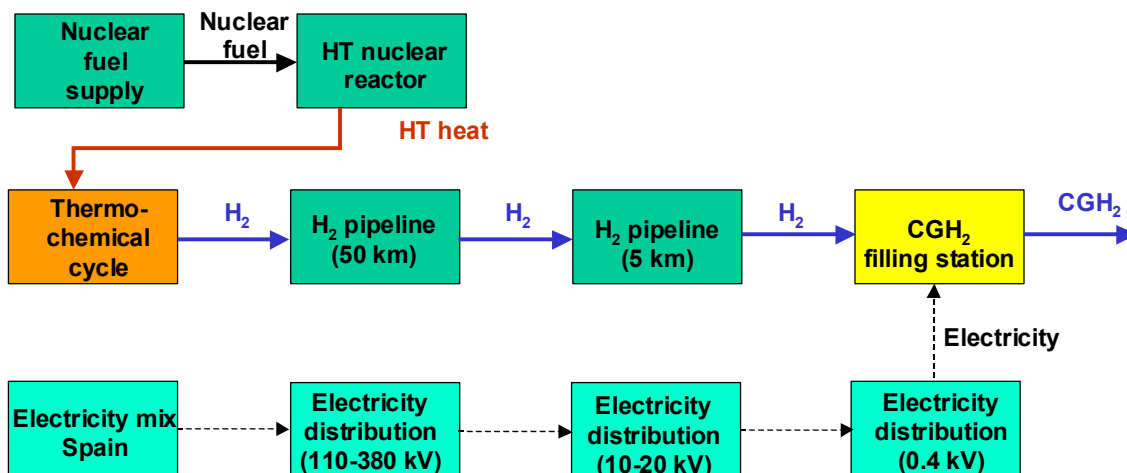 Nuclear
fuel
supply
Nuclear
fuel
HT nuclear
reactor
HT heat
Thermo-
chemical
cycle
H₂
H₂ pipeline
(50 km)
H₂
H₂ pipeline
(5 km)
H₂
CGH₂
filling station
CGH₂
Electricity
Electricity mix
Spain
Electricity
distribution
(110-380 kV)
Electricity
distribution
(10-20 kV)
Electricity
distribution
(0.4 kV)